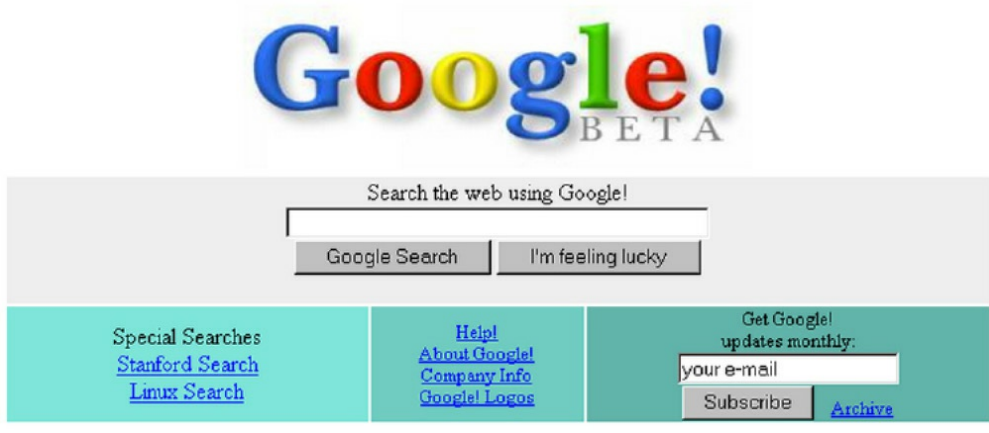 Google!
BETA
Search the web using Google!
Google Search I'm feeling lucky
Special Searches
Stanford Search
Linux Search
Help!
About Google!
Company Info
Google! Logos
Get Google!
updates monthly:
your e-mail
Subscribe Archive